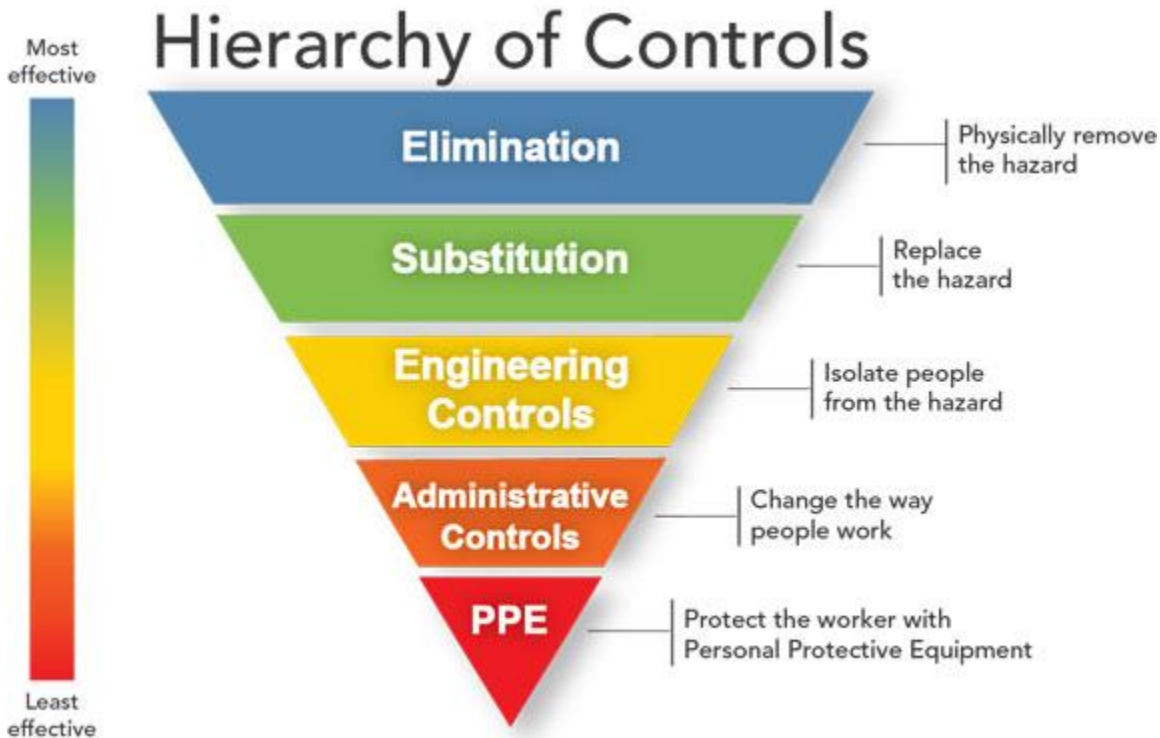 Hierarchy of Controls
Most
effective
Elimination
Physically remove
the hazard
Substitution
Replace
the hazard
Engineering
Controls
Isolate people
from the hazard
Administrative
Controls
Change the way
people work
PPE
Protect the worker with
Personal Protective Equipment
Least
effective